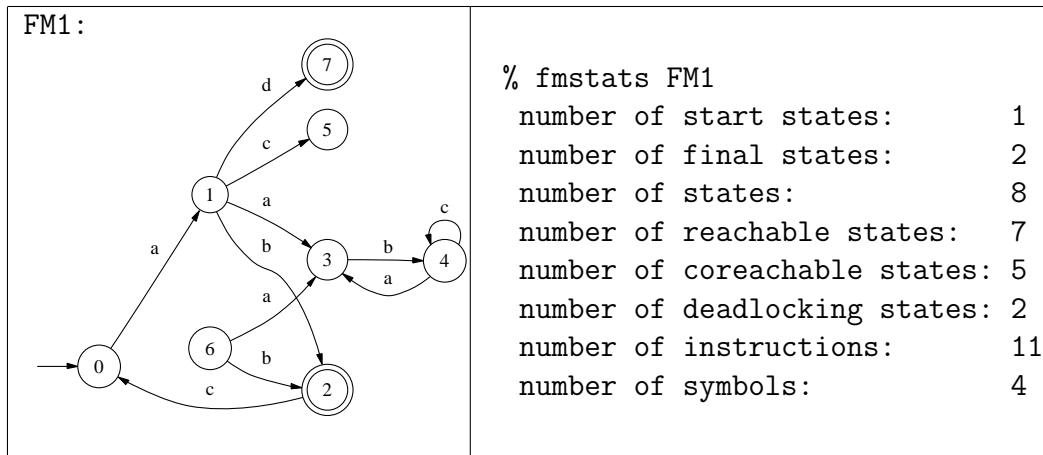 FM1:
7
d
5
c
1
a
c
b
3
b
4
a
a
a
6
b
0
c
2
% fmstats FM1
number of start states: 1
number of final states: 2
number of states: 8
number of reachable states: 7
number of coreachable states: 5
number of deadlocking states: 2
number of instructions: 11
number of symbols: 4